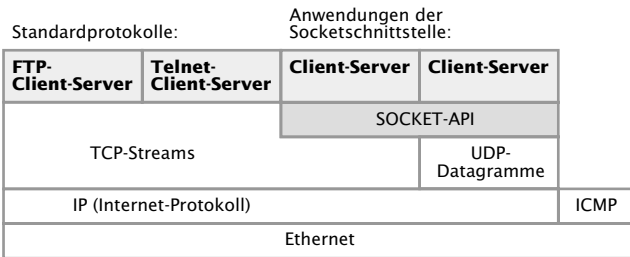 Standardprotokolle:
Anwendungen der
Socketschnittstelle:
FTP-
Client-Server
Telnet-
Client-Server
Client-Server
Client-Server
SOCKET-API
TCP-Streams
UDP-
Datagramme
IP (Internet-Protokoll)
ICMP
Ethernet